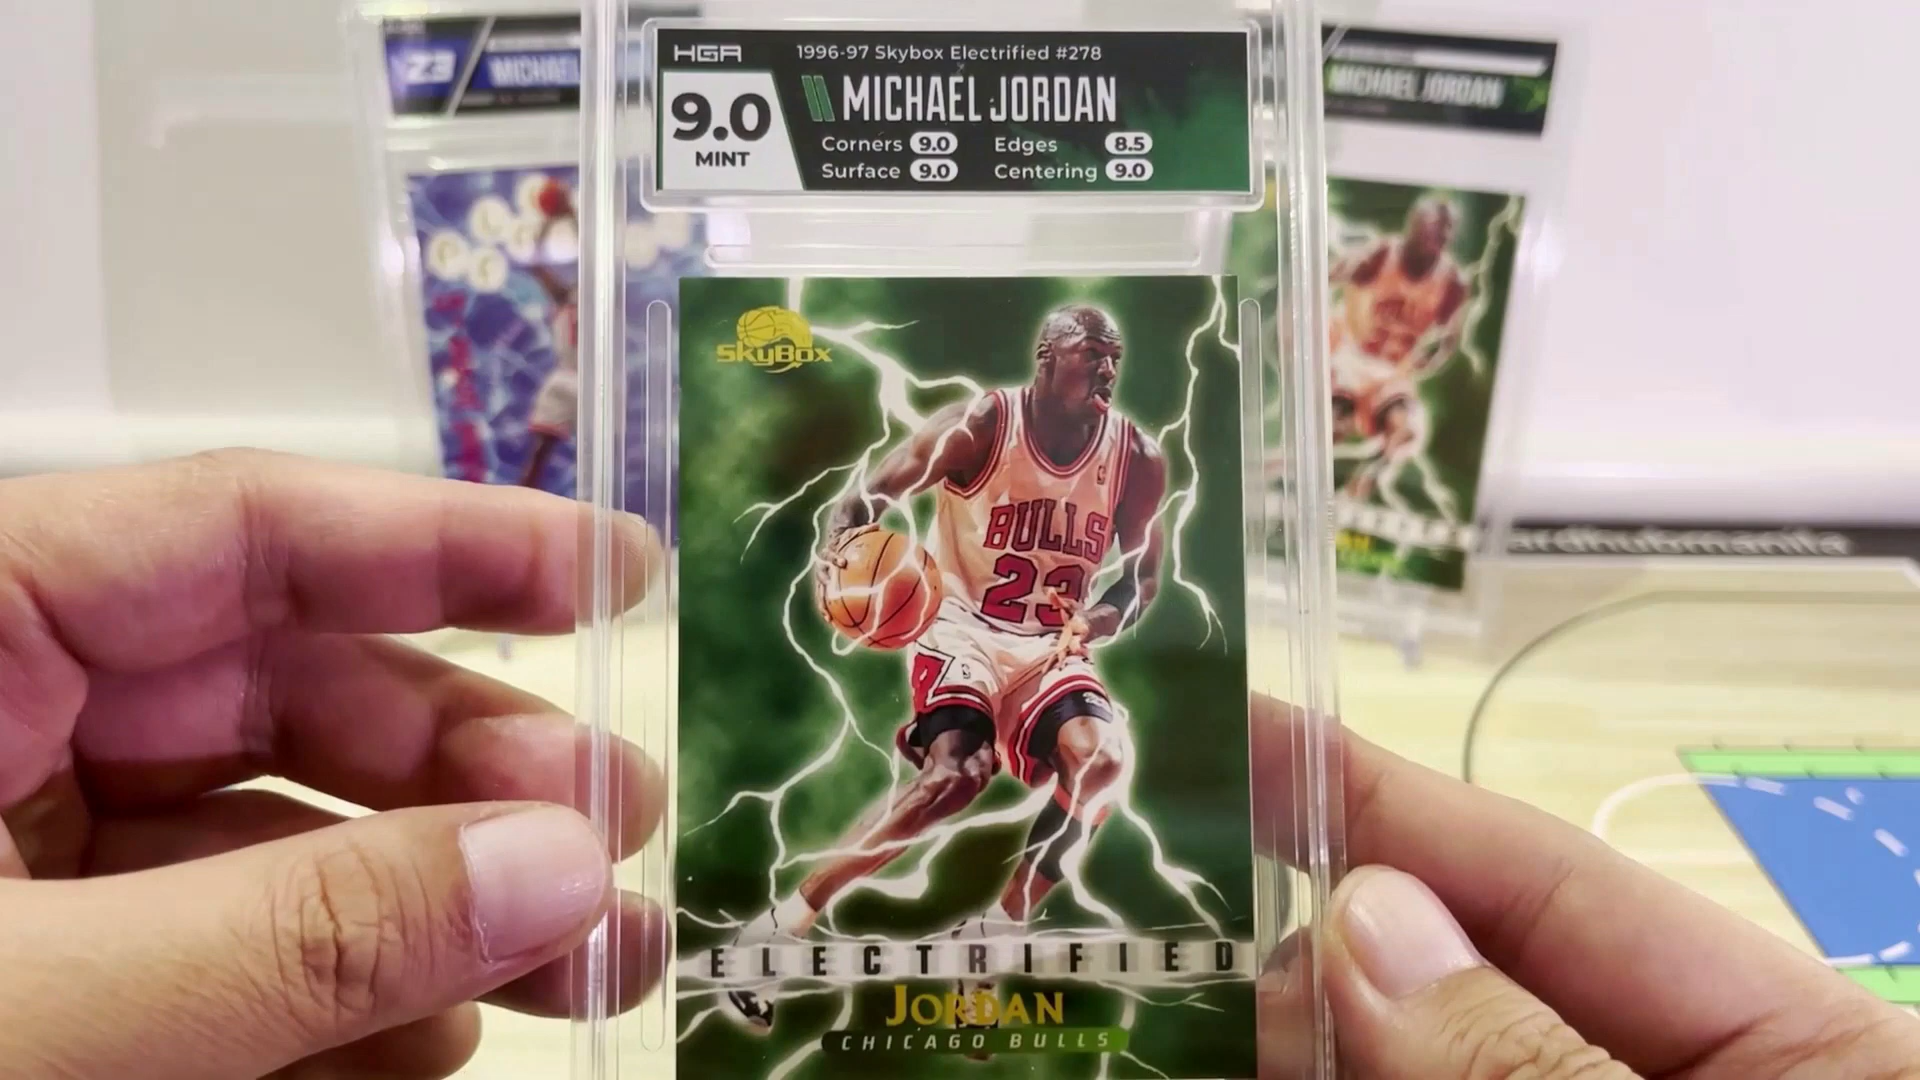 HGA
1996-97 Skybox Electrified #278
9.0
MINT
MICHAEL JORDAN
Corners 9.0 Edges 8.5
Surface 9.0 Centering 9.0
23
MICHAEL
MICHAEL JORDAN
SKYBOX
BULLS
23
ardhubmanila
ELECTRIFIED
JORDAN
CHICAGO BULLS